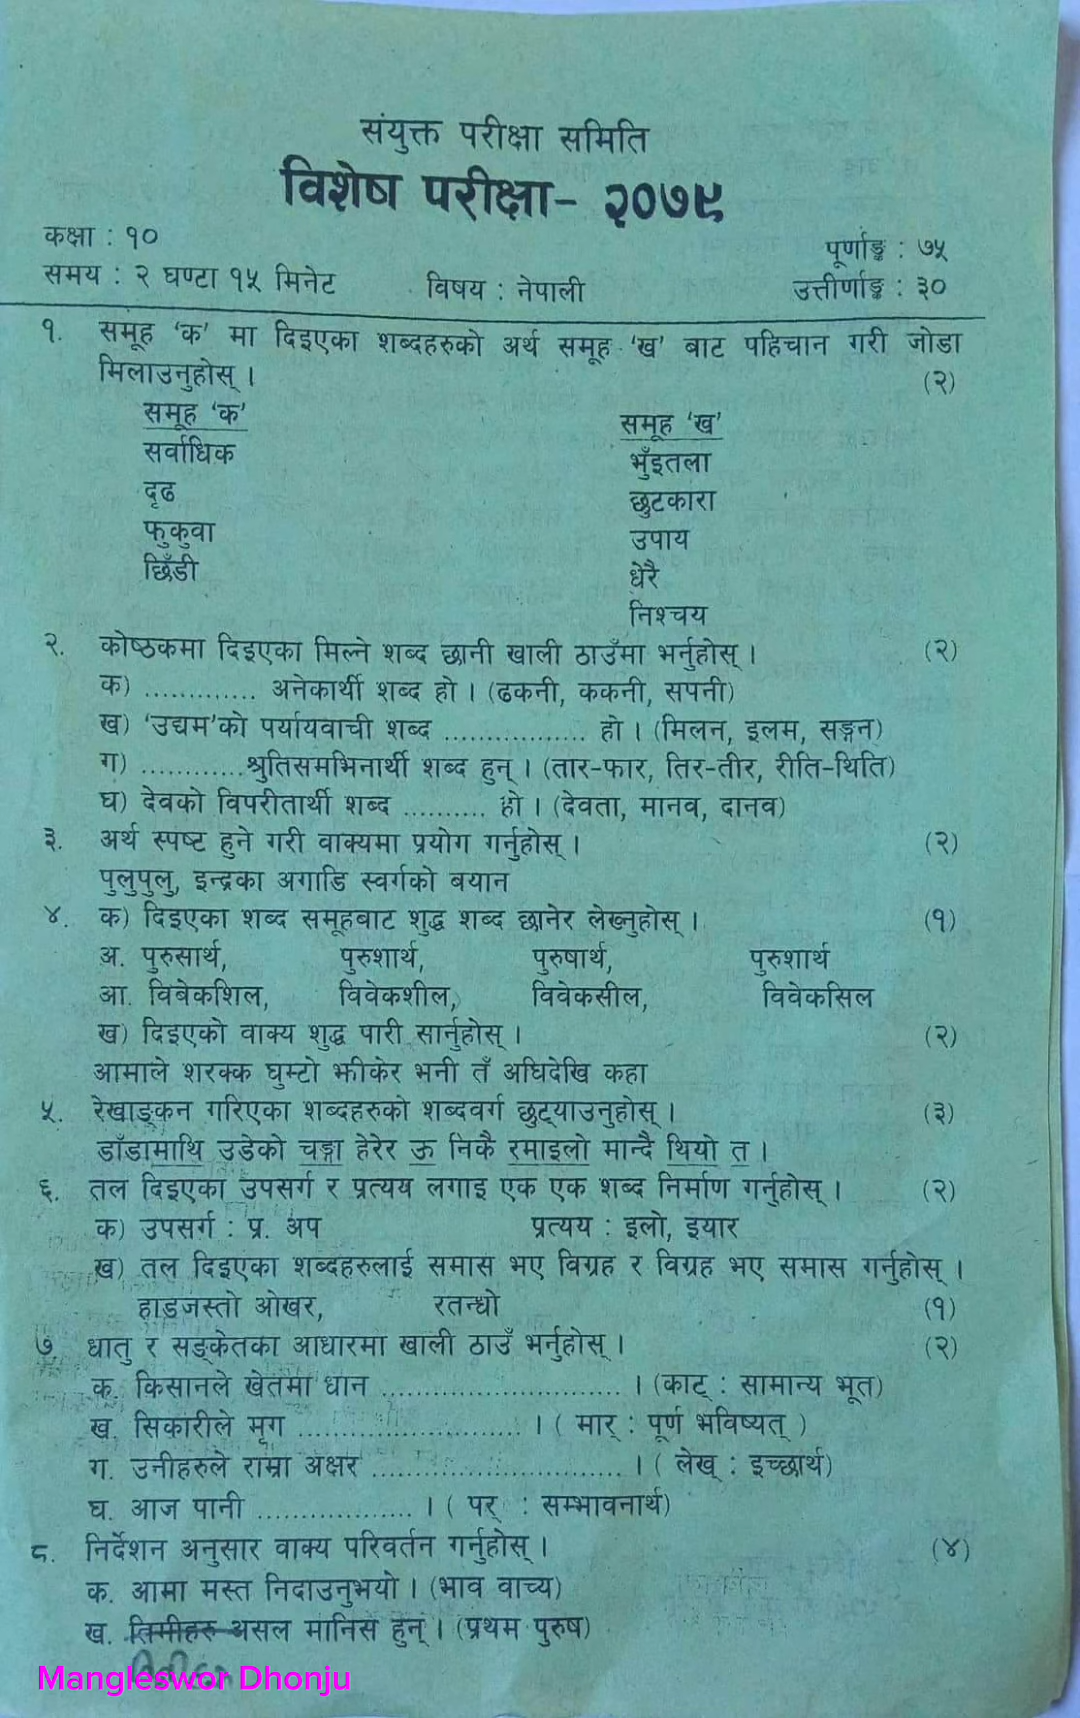 संयुक्त परीक्षा समिति
विशेष परीक्षा- २०७९
कक्षा : १०
पूर्णाङ्क : ७५
समय : २ घण्टा १५ मिनेट विषय : नेपाली उत्तीर्णाङ्क : ३०
१. समूह ‘क’ मा दिइएका शब्दहरुको अर्थ समूह ‘ख’ बाट पहिचान गरी जोडा
मिलाउनुहोस् । (२)
समूह ‘क’ समूह ‘ख’
सर्वाधिक भुँइतला
दृढ छुटकारा
फुकुवा उपाय
छिँडी धेरै
निश्चय
२. कोष्ठकमा दिइएका मिल्ने शब्द छानी खाली ठाउँमा भर्नुहोस् । (२)
क) ............. अनेकार्थी शब्द हो । (ढकनी, ककनी, सपनी)
ख) ‘उद्यम’को पर्यायवाची शब्द ................. हो । (मिलन, इलम, सङ्गन)
ग) ............श्रुतिसमभिनार्थी शब्द हुन् । (तार-फार, तिर-तीर, रीति-थिति)
घ) देवको विपरीतार्थी शब्द .......... हो । (देवता, मानव, दानव)
३. अर्थ स्पष्ट हुने गरी वाक्यमा प्रयोग गर्नुहोस् । (२)
पुलुपुलु, इन्द्रका अगाडि स्वर्गको बयान
४. क) दिइएका शब्द समूहबाट शुद्ध शब्द छानेर लेख्नुहोस् । (१)
अ. पुरुसार्थ, पुरुशार्थ, पुरुषार्थ, पुरुशार्थ
आ. विबेकशिल, विवेकशील, विवेकसील, विवेकसिल
ख) दिइएको वाक्य शुद्ध पारी सार्नुहोस् । (२)
आमाले शरक्क घुम्टो झीकेर भनी तँ अघिदेखि कहा
५. रेखाङ्कन गरिएका शब्दहरुको शब्दवर्ग छुट्याउनुहोस् । (३)
डाँडामाथि उडेको चङ्गा हेरेर ऊ निकै रमाइलो मान्दै थियो त ।
६. तल दिइएका उपसर्ग र प्रत्यय लगाइ एक एक शब्द निर्माण गर्नुहोस् । (२)
क) उपसर्ग : प्र. अप प्रत्यय : इलो, इयार
ख) तल दिइएका शब्दहरुलाई समास भए विग्रह र विग्रह भए समास गर्नुहोस् ।
हाडजस्तो ओखर, रतन्धो (१)
७. धातु र सङ्केतका आधारमा खाली ठाउँ भर्नुहोस् । (२)
क. किसानले खेतमा धान ............................ । (काट् : सामान्य भूत)
ख. सिकारीले मृग .......................... । ( मार् : पूर्ण भविष्यत् )
ग. उनीहरुले राम्रा अक्षर ............................. । ( लेख् : इच्छार्थ)
घ. आज पानी .................. । ( पर् : सम्भावनार्थ)
८. निर्देशन अनुसार वाक्य परिवर्तन गर्नुहोस् । (४)
क. आमा मस्त निदाउनुभयो । (भाव वाच्य)
ख. तिमीहरु असल मानिस हुन् । (प्रथम पुरुष)
Mangleswor Dhonju